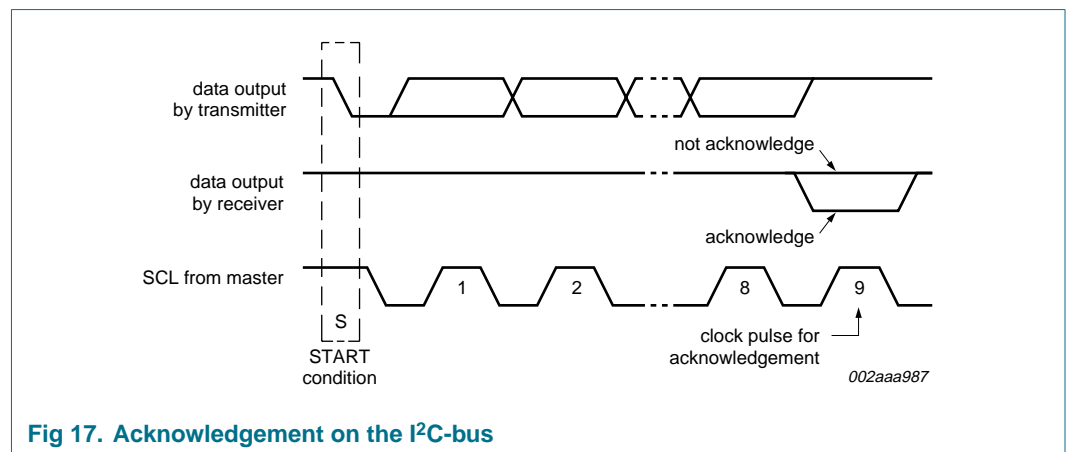 data output
by transmitter
not acknowledge
data output
by receiver
acknowledge
SCL from master
1
2
8
9
S
START
condition
clock pulse for
acknowledgement
002aaa987
Fig 17. Acknowledgement on the I²C-bus